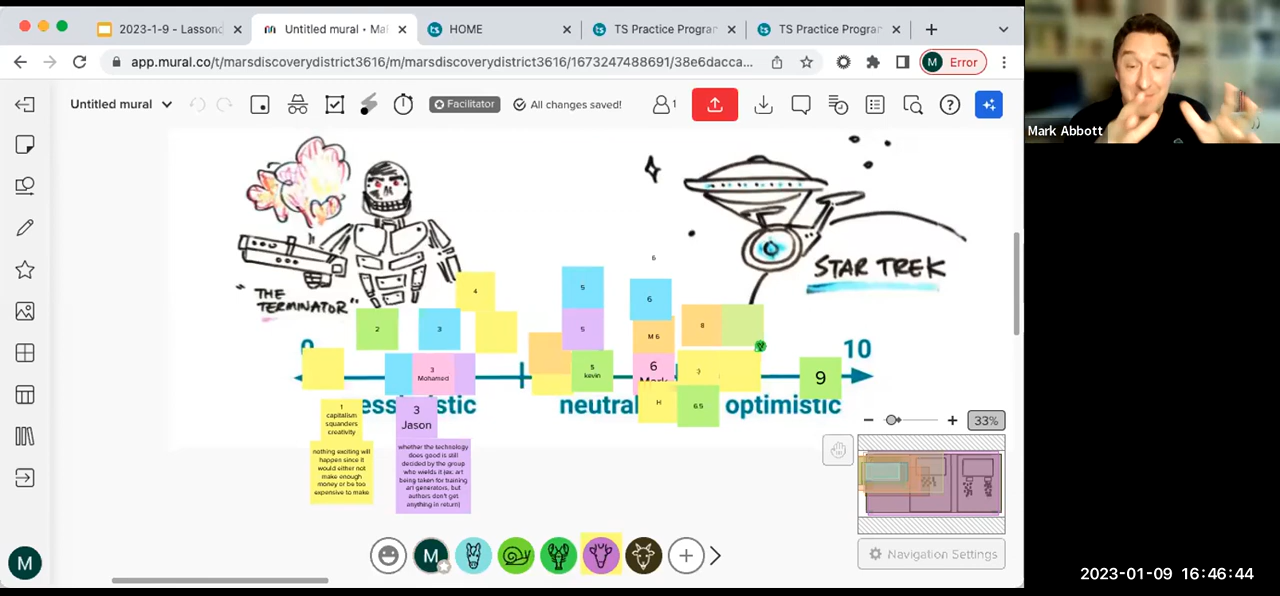 2023-1-9 - Lassond
Untitled mural • Mar
HOME
TS Practice Program
TS Practice Program
app.mural.co/t/marsdiscoverydistrict3616/m/marsdiscoverydistrict3616/1673247488691/38e6dacca...
M
Error
Mark Abbott
Untitled mural
Facilitator
All changes saved!
1
"THE
TERMINATOR"
STAR TREK
0
10
neutral
optimistic
2
3
4
5
5
5
kevin
6
6
M 6
6
8
9
H
6.5
3
Mohamed
1
capitalism
squanders
creativity
nothing exciting will
happen since it
would either not
make enough
money or be too
expensive to make
3
Jason
whether the technology
does good is still
decided by the group
who wields it (ex. art
being taken for training
art generators, but
authors don't get
anything in return)
33%
M
M
Navigation Settings
2023-01-09 16:46:44